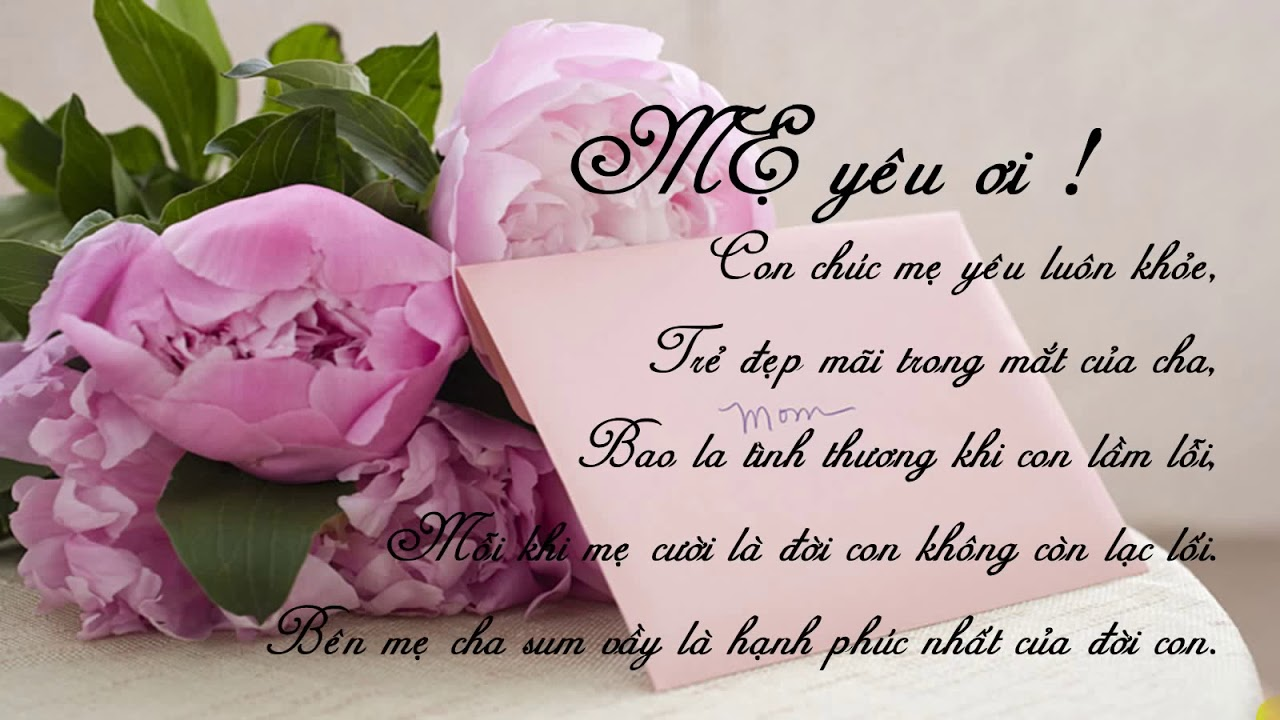 MẸ yêu ơi !
Con chúc mẹ yêu luôn khỏe,
Trẻ đẹp mãi trong mắt của cha,
Mom
Bao la tình thương khi con lầm lỗi,
Mỗi khi mẹ cười là đời con không còn lạc lối.
Bên mẹ cha sum vầy là hạnh phúc nhất của đời con.